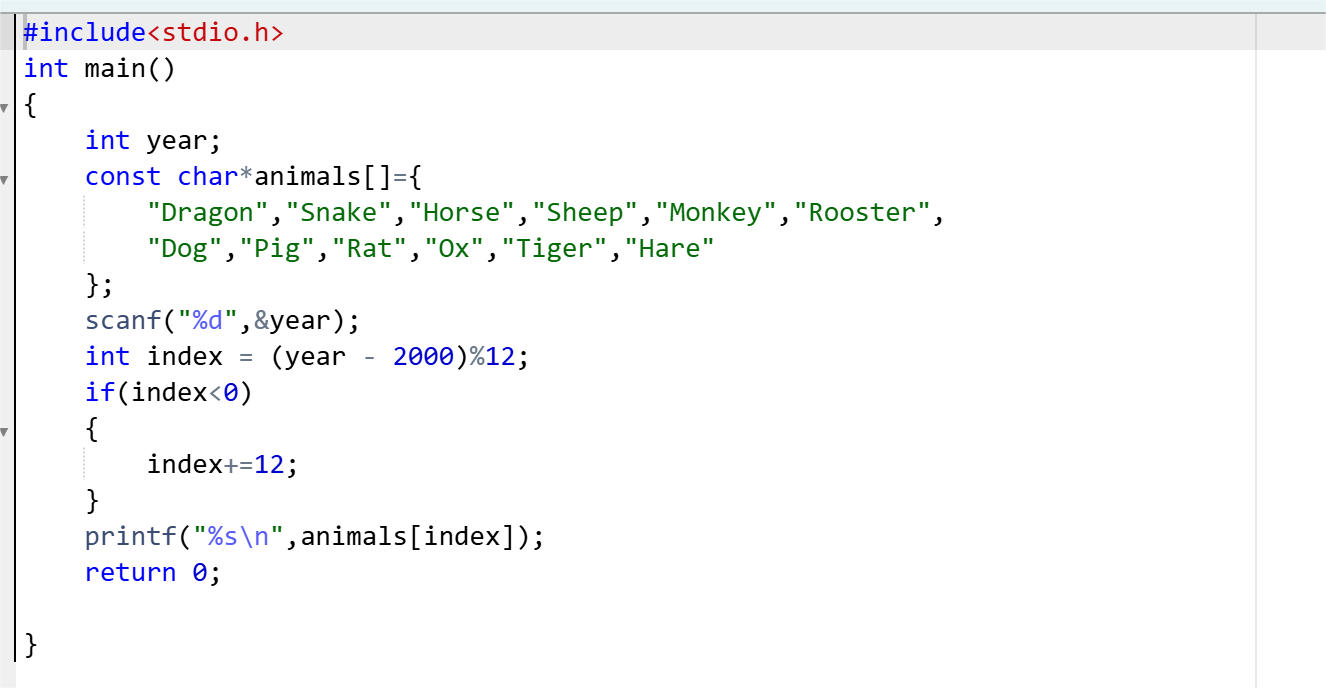 #include<stdio.h>
int main()
{
    int year;
    const char*animals[]={
        "Dragon","Snake","Horse","Sheep","Monkey","Rooster",
        "Dog","Pig","Rat","Ox","Tiger","Hare"
    };
    scanf("%d",&year);
    int index = (year - 2000)%12;
    if(index<0)
    {
        index+=12;
    }
    printf("%s\n",animals[index]);
    return 0;

}